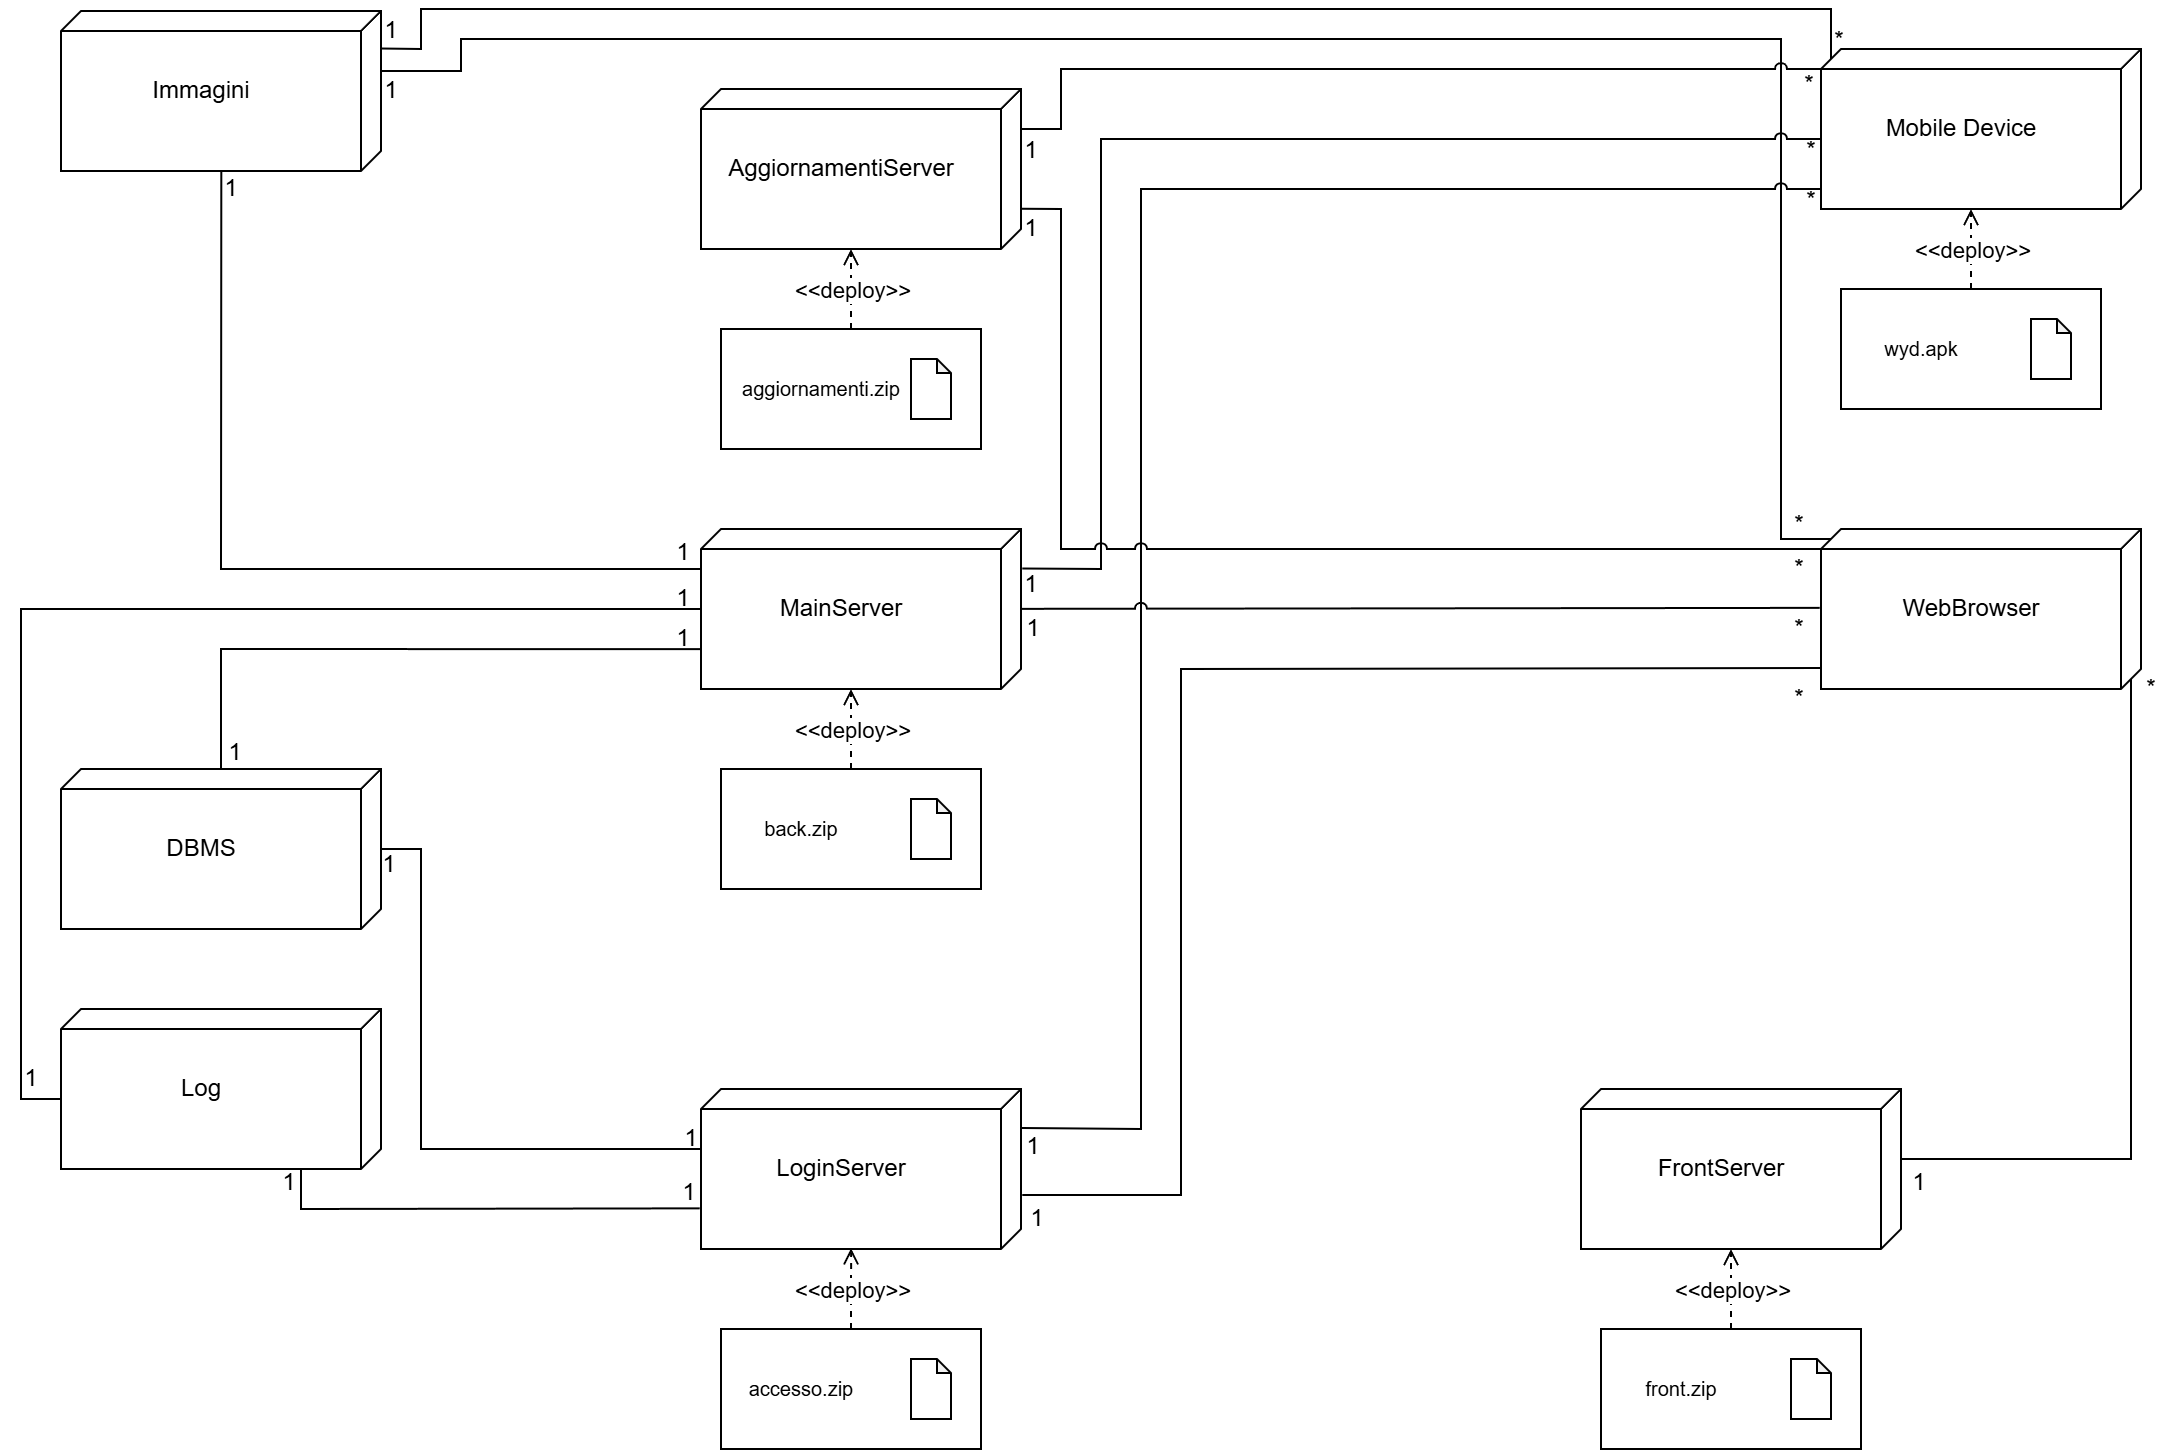 1
*
Immagini
1
*
Mobile Device
AggiornamentiServer
1
*
*
1
1
<<deploy>>
<<deploy>>
wyd.apk
aggiornamenti.zip
*
1
*
1
1
MainServer
WebBrowser
1
1
*
1
<<deploy>>
*
*
back.zip
DBMS
1
1
Log
1
1
1
LoginServer
FrontServer
1
1
1
1
<<deploy>>
<<deploy>>
accesso.zip
front.zip